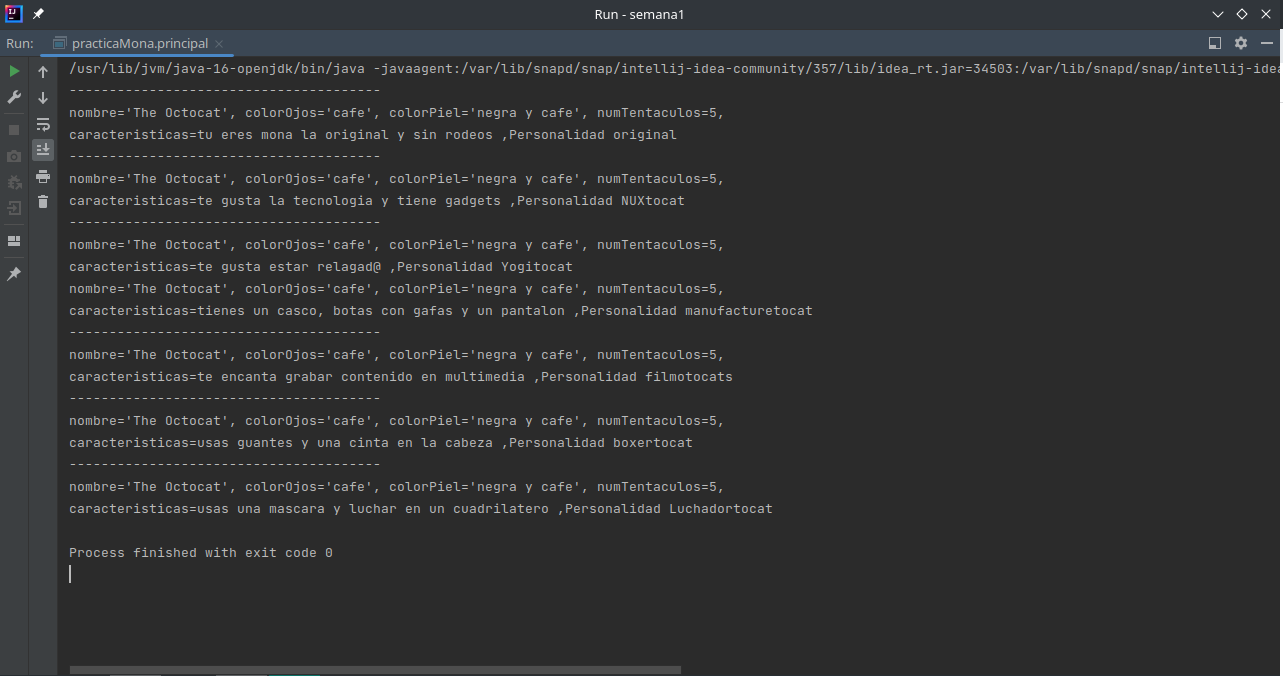 Run - semana1
Run: practicaMona.principal
/usr/lib/jvm/java-16-openjdk/bin/java -javaagent:/var/lib/snapd/snap/intellij-idea-community/357/lib/idea_rt.jar=34503:/var/lib/snapd/snap/intellij-idea
---------------------------------------
nombre='The Octocat', colorOjos='cafe', colorPiel='negra y cafe', numTentaculos=5,
caracteristicas=tu eres mona la original y sin rodeos ,Personalidad original
---------------------------------------
nombre='The Octocat', colorOjos='cafe', colorPiel='negra y cafe', numTentaculos=5,
caracteristicas=te gusta la tecnologia y tiene gadgets ,Personalidad NUXtocat
---------------------------------------
nombre='The Octocat', colorOjos='cafe', colorPiel='negra y cafe', numTentaculos=5,
caracteristicas=te gusta estar relagad@ ,Personalidad Yogitocat
nombre='The Octocat', colorOjos='cafe', colorPiel='negra y cafe', numTentaculos=5,
caracteristicas=tienes un casco, botas con gafas y un pantalon ,Personalidad manufacturetocat
---------------------------------------
nombre='The Octocat', colorOjos='cafe', colorPiel='negra y cafe', numTentaculos=5,
caracteristicas=te encanta grabar contenido en multimedia ,Personalidad filmotocats
---------------------------------------
nombre='The Octocat', colorOjos='cafe', colorPiel='negra y cafe', numTentaculos=5,
caracteristicas=usas guantes y una cinta en la cabeza ,Personalidad boxertocat
---------------------------------------
nombre='The Octocat', colorOjos='cafe', colorPiel='negra y cafe', numTentaculos=5,
caracteristicas=usas una mascara y luchar en un cuadrilatero ,Personalidad Luchadortocat
Process finished with exit code 0